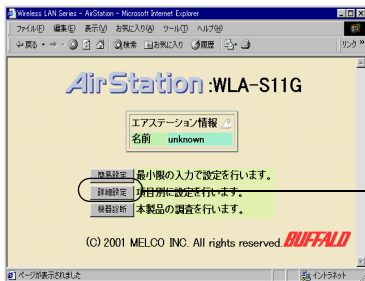 Wireless LAN Series - AirStation - Microsoft Internet Explorer
ファイル(F) 編集(E) 表示(V) お気に入り(A) ツール(T) ヘルプ(H)
戻る 検索 お気に入り 履歴 リンク »
AirStation :WLA-S11G
エアステーション情報
名前 unknown
簡易設定 最小限の入力で設定を行います。
詳細設定 項目別に設定を行います。
機器診断 本製品の調査を行います。
(C) 2001 MELCO INC. All rights reserved. BUFFALO
ページが表示されました イントラネット